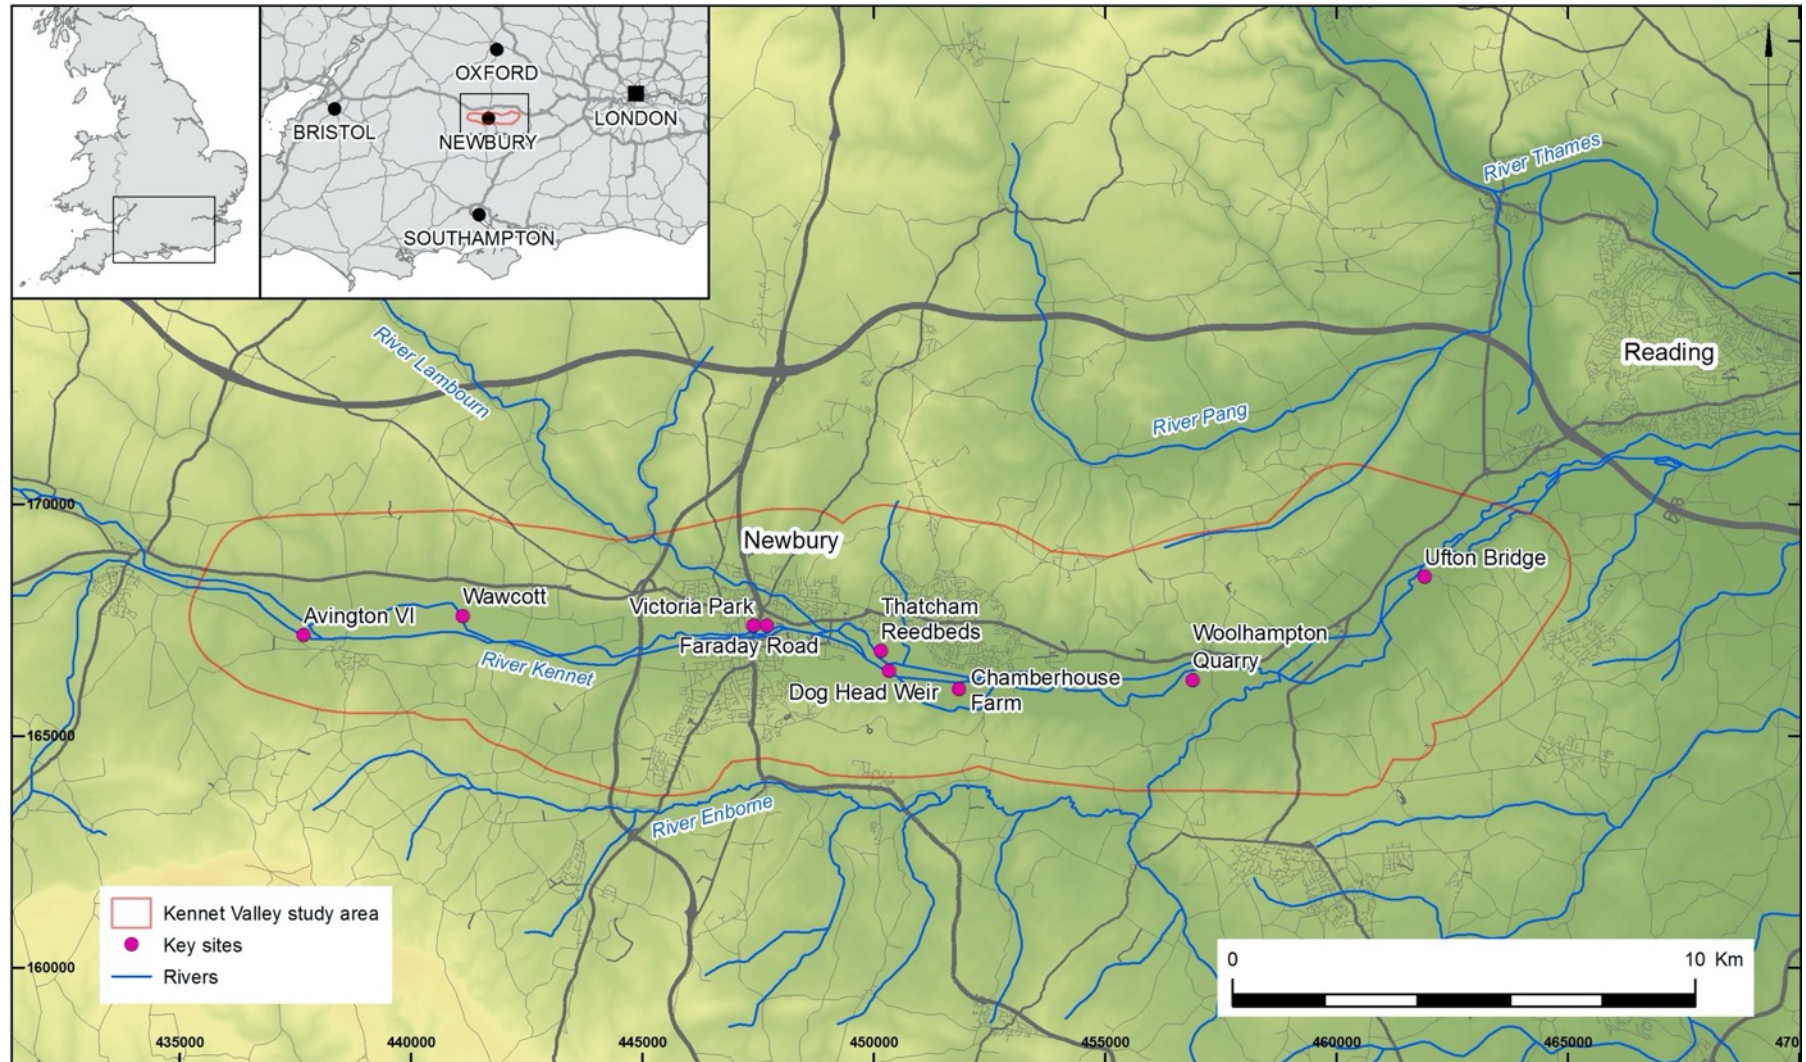 OXFORD
BRISTOL
NEWBURY
LONDON
SOUTHAMPTON
River Thames
River Lambourn
Reading
River Pang
170000
Newbury
Ufton Bridge
Wawcott
Avington VI
Victoria Park
Thatcham
Reedbeds
Faraday Road
Woolhampton
Quarry
River Kennet
Dog Head Weir
Chamberhouse
Farm
165000
River Enborne
Kennet Valley study area
Key sites
Rivers
160000
0
10 Km
435000
440000
445000
450000
455000
460000
465000
470